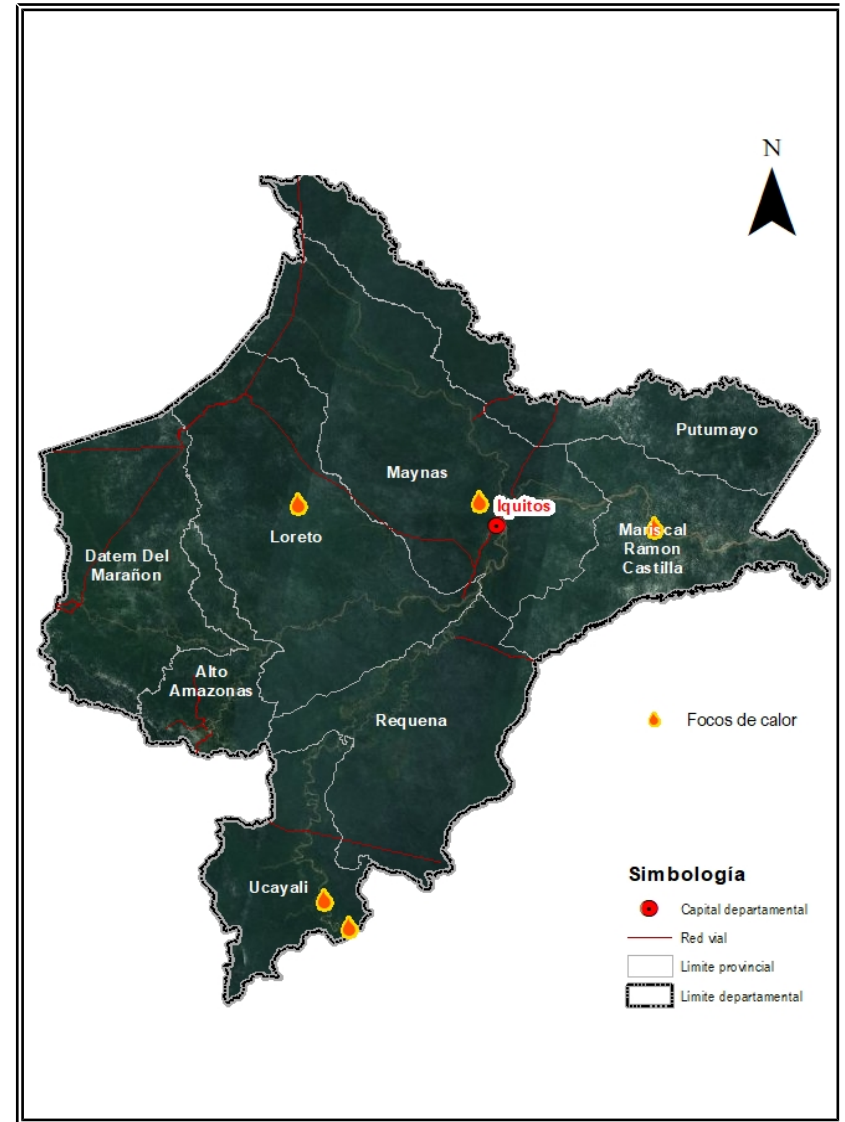 N
Putumayo
Maynas
Iquitos
Loreto
Mariscal
Ramon
Castilla
Datem Del
Marañon
Alto
Amazonas
Requena
Focos de calor
Ucayali
Simbología
Capital departamental
Red vial
Limite provincial
Limite departamental